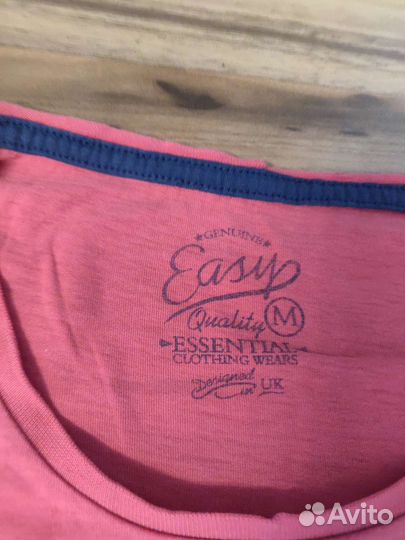 ★GENUINE★
Easy
Quality M
ESSENTIAL
CLOTHING WEARS
Designed in UK
Avito